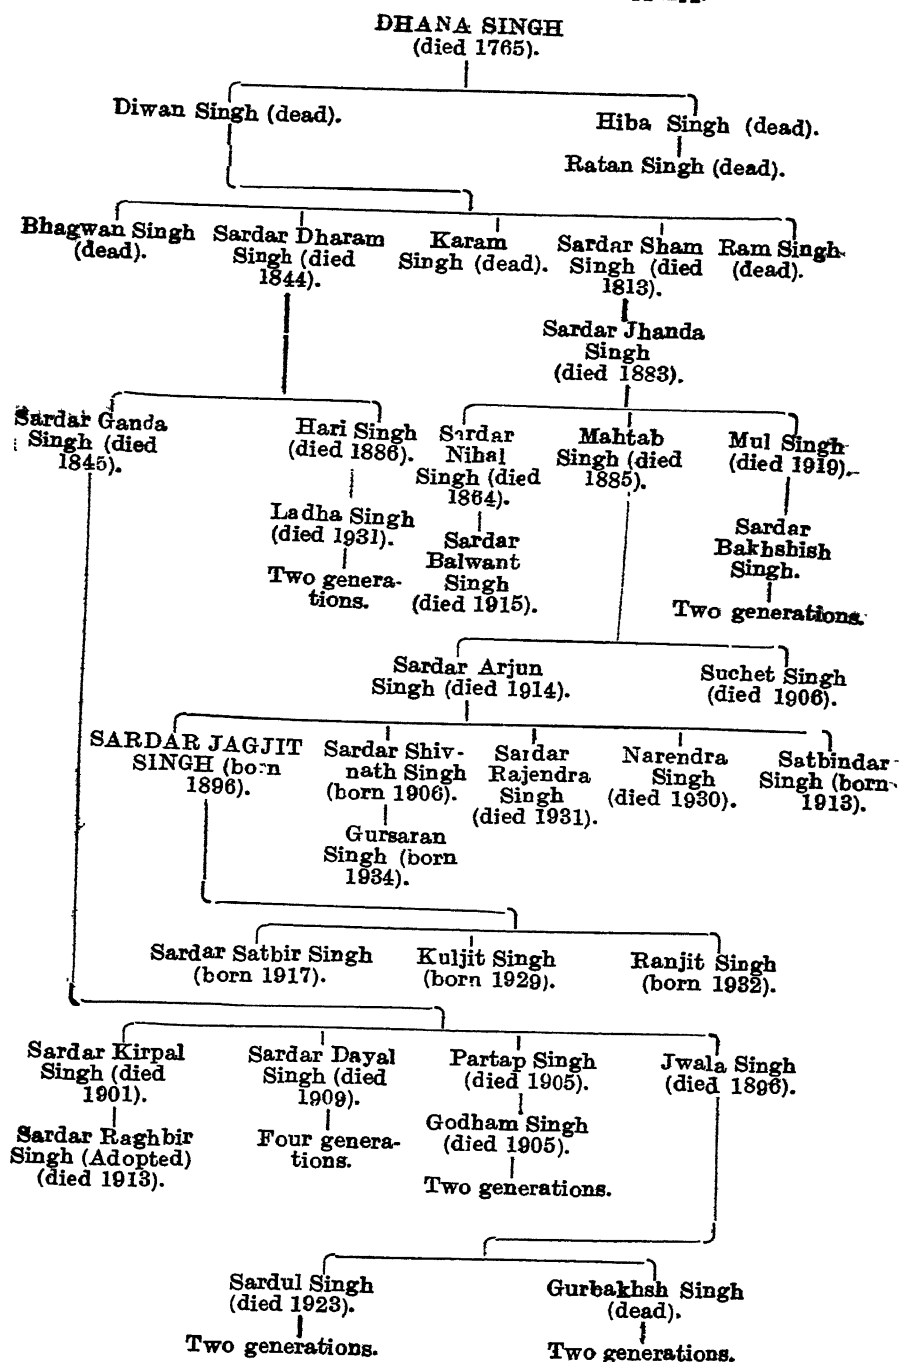 DHANA SINGH
(died 1765).
Diwan Singh (dead).
Hiba Singh (dead).
Ratan Singh (dead).
Bhagwan Singh
(dead).
Sardar Dharam
Singh (died
1844).
Karam
Singh (dead).
Sardar Sham
Singh (died
1813).
Ram Singh
(dead).
Sardar Jhanda
Singh
(died 1883).
Sardar Ganda
Singh (died
1845).
Hari Singh
(died 1886).
Ladha Singh
(died 1931).
Two genera-
tions.
Sardar
Nihal
Singh (died
1864).
Sardar
Balwant
Singh
(died 1915).
Mahtab
Singh (died
1885).
Mul Singh
(died 1919).
Sardar
Bakhshish
Singh.
Two generations.
Sardar Arjun
Singh (died 1914).
Suchet Singh
(died 1906).
SARDAR JAGJIT
SINGH (born
1896).
Sardar Shiv-
nath Singh
(born 1906).
Gursaran
Singh (born
1934).
Sardar
Rajendra
Singh
(died 1931).
Narendra
Singh
(died 1930).
Satbindar
Singh (born
1913).
Sardar Satbir Singh
(born 1917).
Kuljit Singh
(born 1929).
Ranjit Singh
(born 1932).
Sardar Kirpal
Singh (died
1901).
Sardar Raghbir
Singh (Adopted)
(died 1913).
Sardar Dayal
Singh (died
1909).
Four genera-
tions.
Partap Singh
(died 1905).
Godham Singh
(died 1905).
Two generations.
Jwala Singh
(died 1896).
Sardul Singh
(died 1923).
Two generations.
Gurbakhsh Singh
(dead).
Two generations.